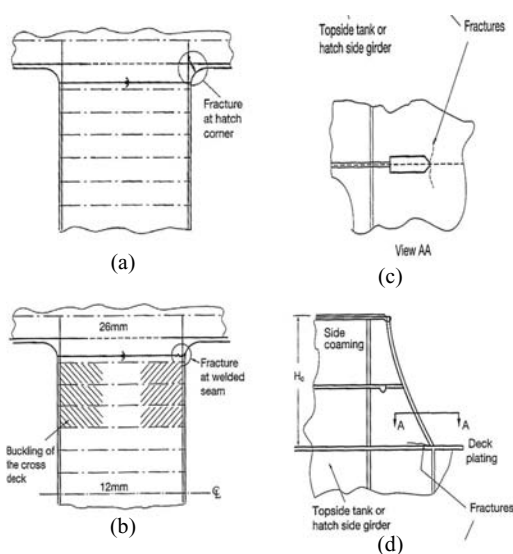 Fracture
at hatch
corner
(a)
Topside tank or
hatch side girder
Fractures
View AA
(c)
26mm
Fracture
at welded
seam
Buckling of
the cross
deck
12mm
℄
(b)
Side
coaming
Hc
A
A
Deck
plating
Topside tank or
hatch side girder
Fractures
(d)